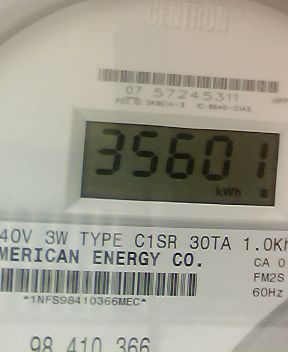 CENTRON
07 57245311
35601
kWh
40V 3W TYPE C1SR 30TA 1.0Kh
MERICAN ENERGY CO.
CA 0
FM2S
60Hz
*1NFS98410366MEC*
98 410 366